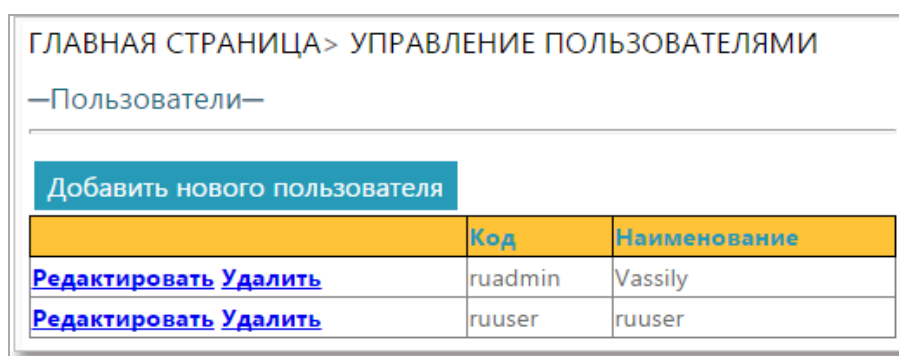 ГЛАВНАЯ СТРАНИЦА> УПРАВЛЕНИЕ ПОЛЬЗОВАТЕЛЯМИ
—Пользователи—
Добавить нового пользователя
Код Наименование
Редактировать Удалить ruadmin Vassily
Редактировать Удалить ruuser ruuser